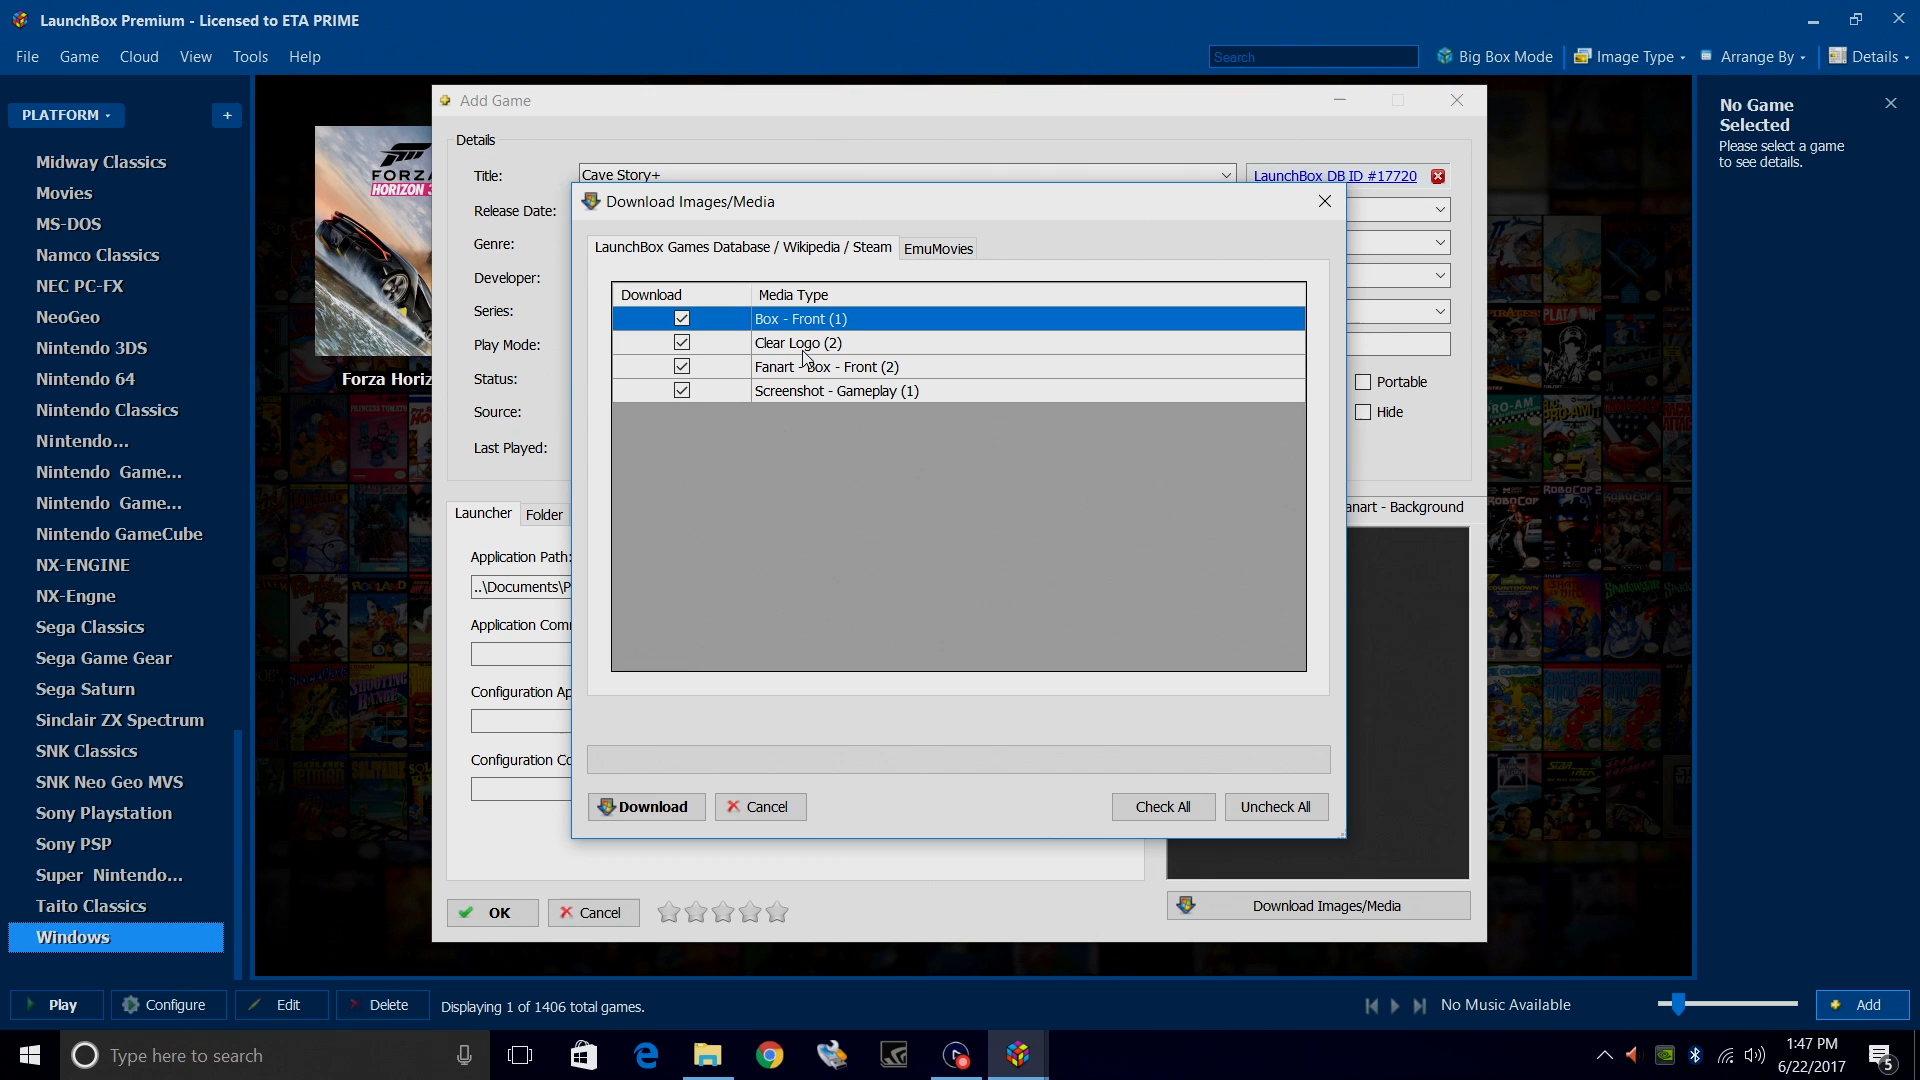 LaunchBox Premium - Licensed to ETA PRIME
File Game Cloud View Tools Help
Search
Big Box Mode
Image Type
Arrange By
Details
PLATFORM
+
Midway Classics
Movies
MS-DOS
Namco Classics
NEC PC-FX
NeoGeo
Nintendo 3DS
Nintendo 64
Nintendo Classics
Nintendo...
Nintendo Game...
Nintendo Game...
Nintendo GameCube
NX-ENGINE
NX-Engne
Sega Classics
Sega Game Gear
Sega Saturn
Sinclair ZX Spectrum
SNK Classics
SNK Neo Geo MVS
Sony Playstation
Sony PSP
Super Nintendo...
Taito Classics
Windows
FORZA
HORIZON 3
Forza Horiz
Add Game
Details
Title:
Cave Story+
LaunchBox DB ID #17720
Release Date:
Genre:
Developer:
Series:
Play Mode:
Status:
Source:
Last Played:
Portable
Hide
Launcher
Folder
anart - Background
Application Path:
..\Documents\P
Application Com
Configuration Ap
Configuration Co
OK
Cancel
Download Images/Media
Download Images/Media
LaunchBox Games Database / Wikipedia / Steam
EmuMovies
Download
Media Type
Box - Front (1)
Clear Logo (2)
Fanart - Box - Front (2)
Screenshot - Gameplay (1)
Download
Cancel
Check All
Uncheck All
No Game
Selected
Please select a game
to see details.
Play
Configure
Edit
Delete
Displaying 1 of 1406 total games.
No Music Available
Add
Type here to search
1:47 PM
6/22/2017
5